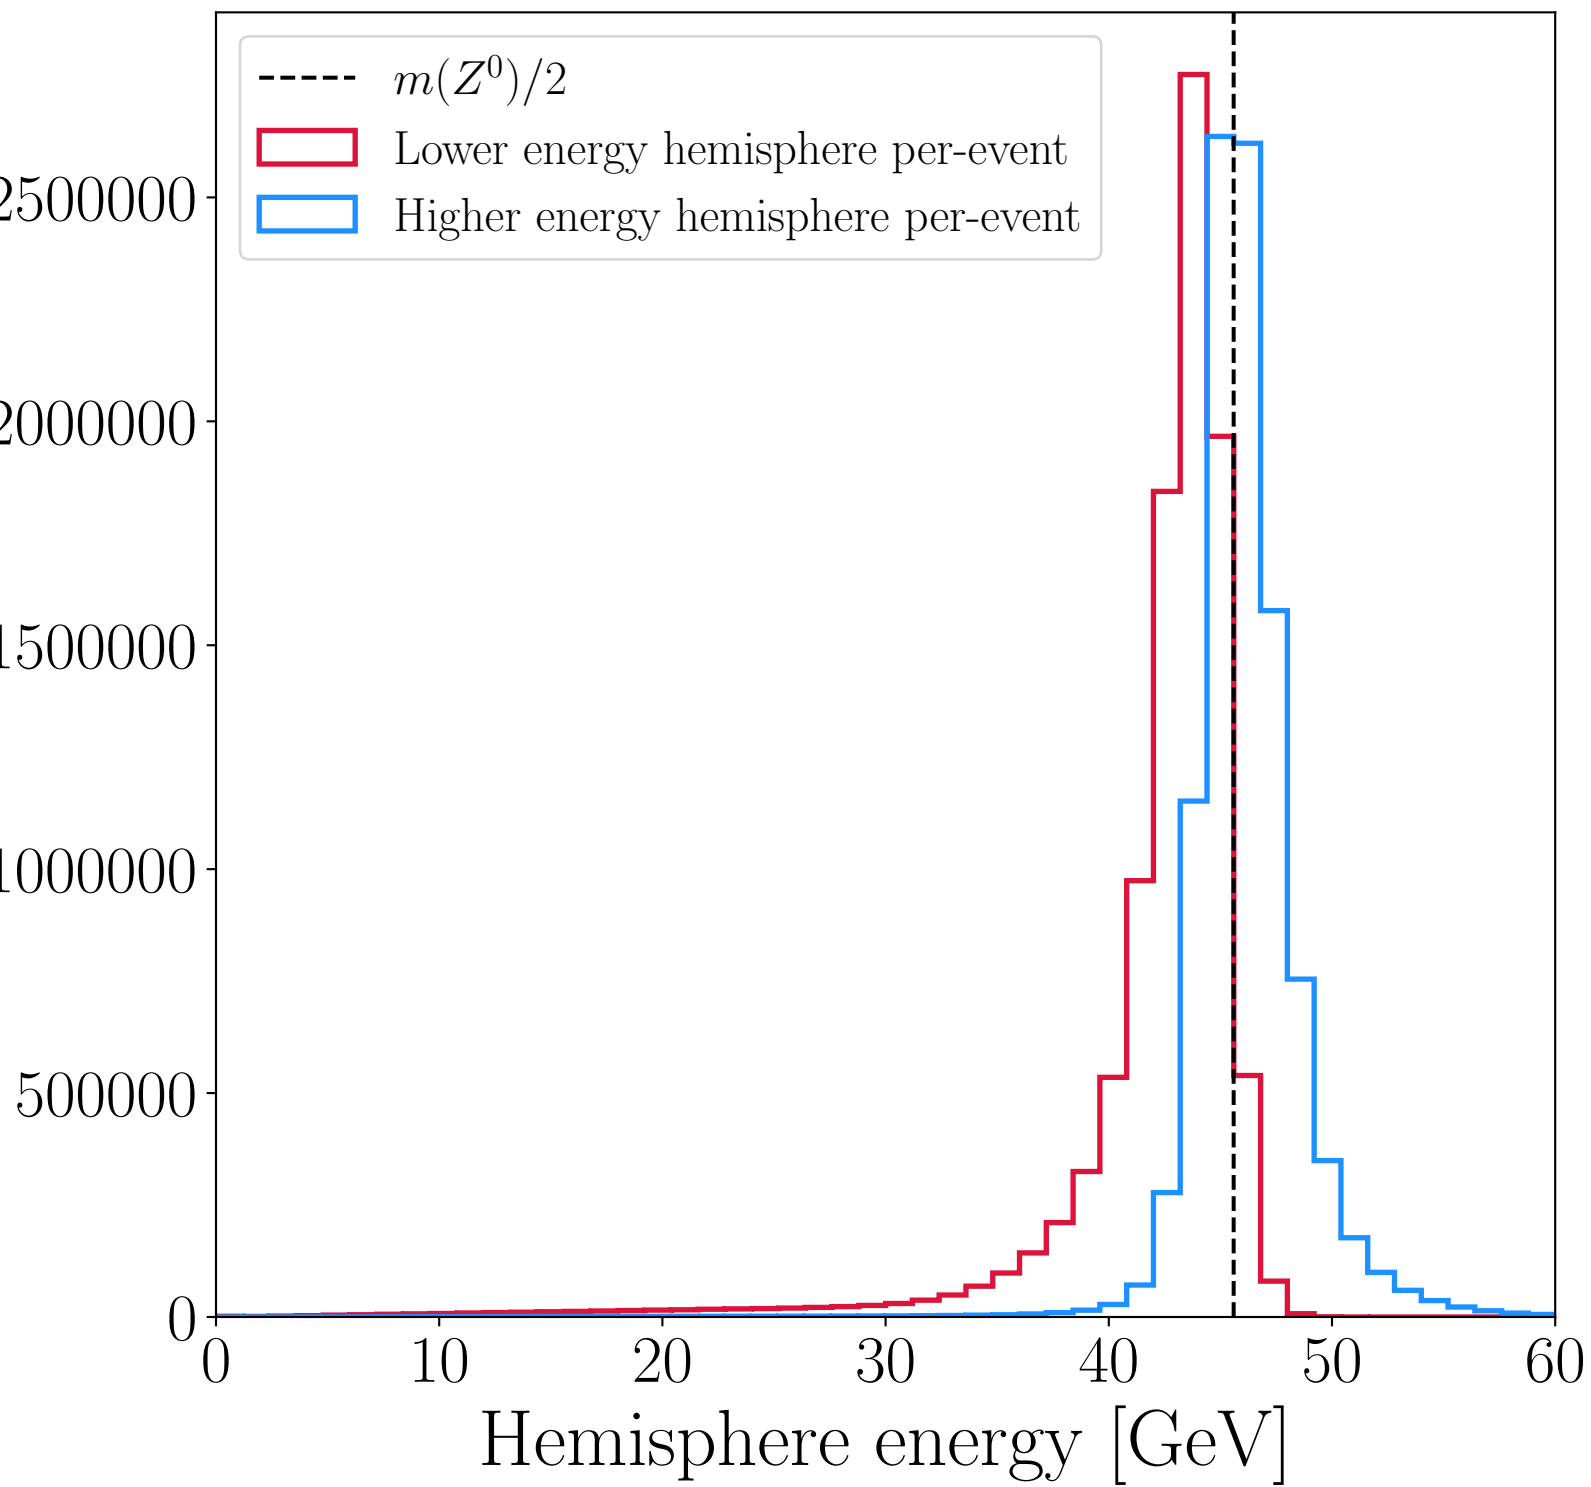 m(Z⁰)/2
Lower energy hemisphere per-event
Higher energy hemisphere per-event
2500000
2000000
1500000
1000000
500000
0
0 10 20 30 40 50 60
Hemisphere energy [GeV]